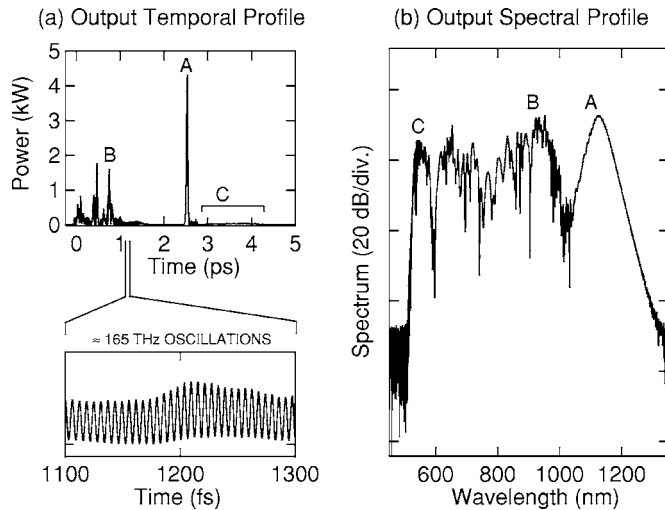 (a) Output Temporal Profile
A
B
C
5
4
3
2
1
0
Power (kW)
0 1 2 3 4 5
Time (ps)
≈ 165 THz OSCILLATIONS
1100 1200 1300
Time (fs)
(b) Output Spectral Profile
C
B
A
Spectrum (20 dB/div.)
600 800 1000 1200
Wavelength (nm)